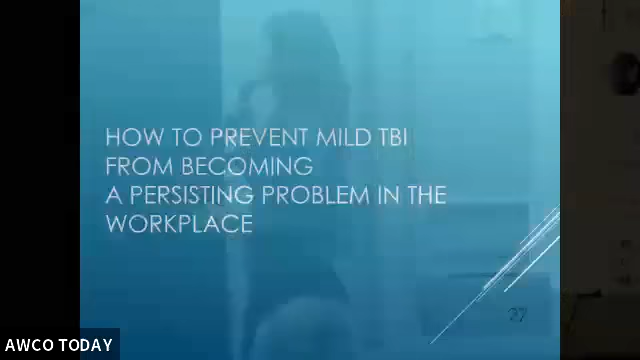 HOW TO PREVENT MILD TBI
FROM BECOMING
A PERSISTING PROBLEM IN THE
WORKPLACE
27
AWCO TODAY